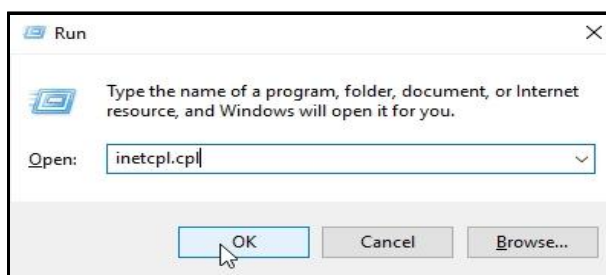 Run
Type the name of a program, folder, document, or Internet
resource, and Windows will open it for you.
Open: inetcpl.cpl
OK Cancel Browse...